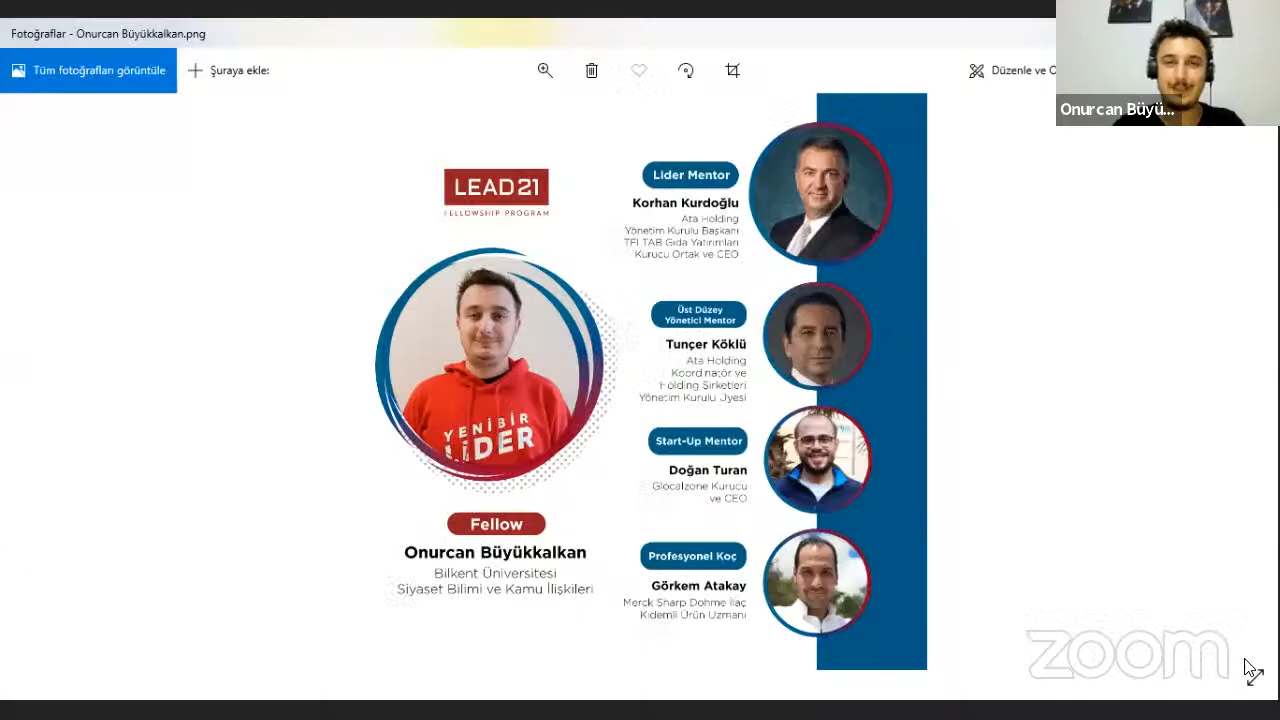 Fotoğraflar - Onurcan Büyükkalkan.png
Tüm fotoğrafları görüntüle
Şuraya ekle:
Düzenle ve O
Onurcan Büyü...
LEAD21
FELLOWSHIP PROGRAM
YENİBİR
LİDER
Fellow
Onurcan Büyükkalkan
Bilkent Üniversitesi
Siyaset Bilimi ve Kamu İlişkileri
Lider Mentor
Korhan Kurdoğlu
Ata Holding
Yönetim Kurulu Başkanı
TFI TAB Gıda Yatırımları
Kurucu Ortak ve CEO
Üst Düzey
Yönetici Mentor
Tunçer Köklü
Ata Holding
Koordinatör ve
Holding Şirketleri
Yönetim Kurulu Üyesi
Start-Up Mentor
Doğan Turan
Glocalzone Kurucu
ve CEO
Profesyonel Koç
Görkem Atakay
Merck Sharp Dohme İlaç
Kıdemli Ürün Uzmanı
zoom